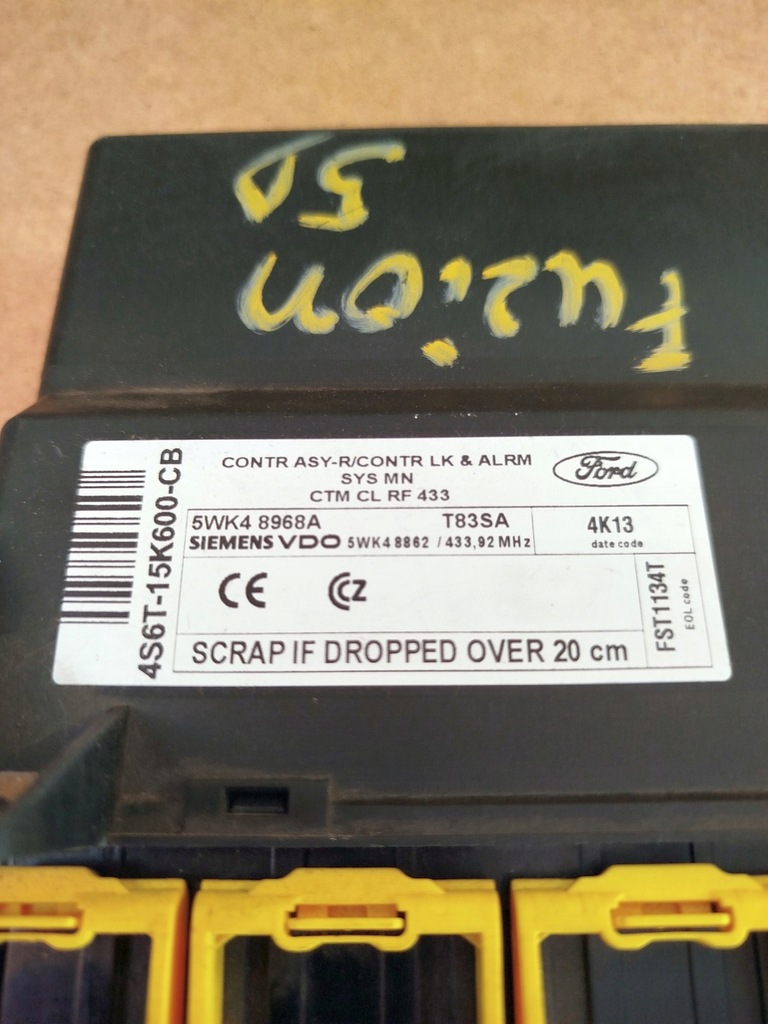 Fuzion
5D
CONTR ASY-R/CONTR LK & ALRM
SYS MN
CTM CL RF 433
Ford
5WK4 8968A T83SA
SIEMENS VDO 5WK48862 / 433,92 MHz
4K13
date code
CE CZ
SCRAP IF DROPPED OVER 20 cm
FST1134T
EOL code
4S6T-15K600-CB